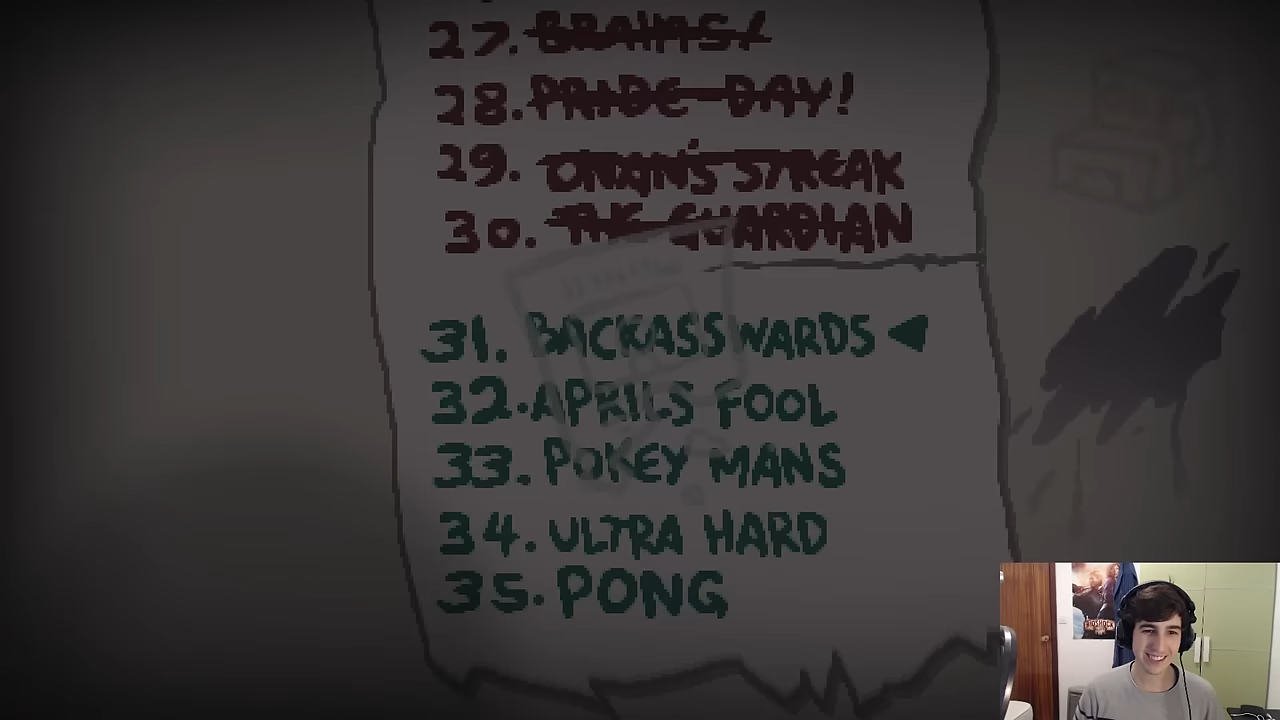 27. BRAINS!
28. PRIDE DAY!
29. ONAN'S STREAK
30. THE GUARDIAN
31. BACKASSWARDS
32. APRILS FOOL
33. POKEY MANS
34. ULTRA HARD
35. PONG
BIOSHOCK